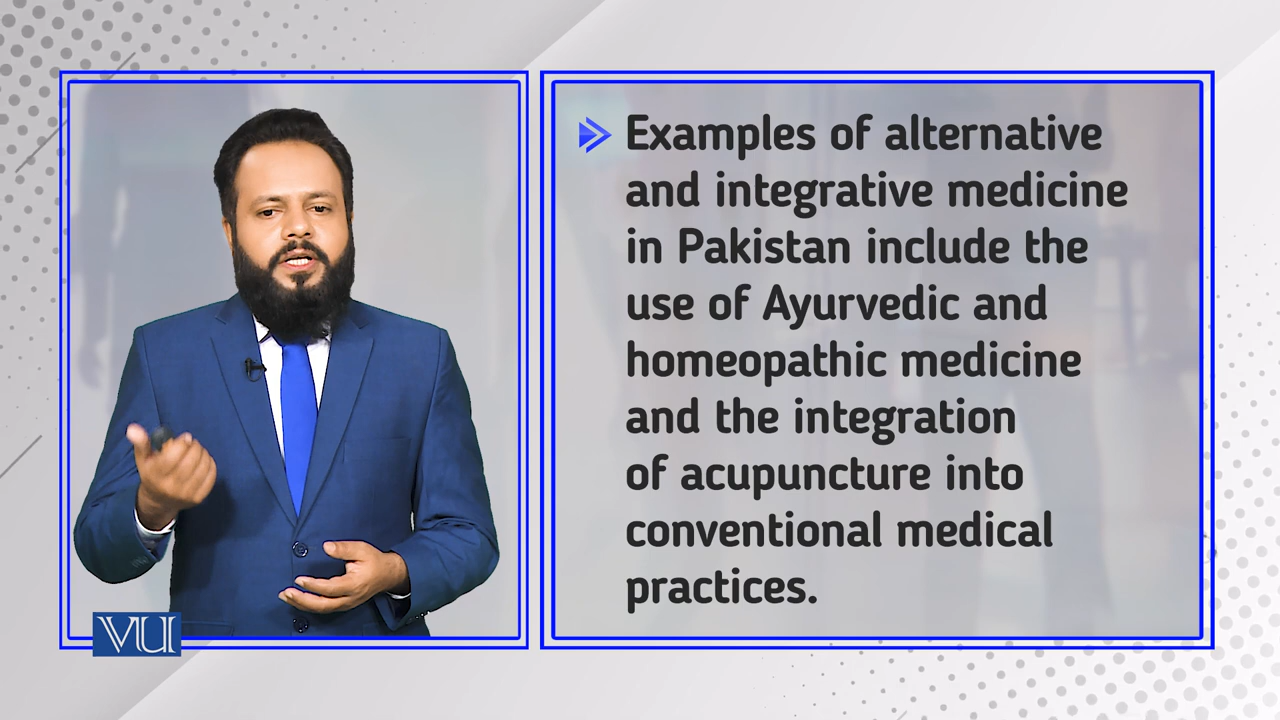 Examples of alternative
and integrative medicine
in Pakistan include the
use of Ayurvedic and
homeopathic medicine
and the integration
of acupuncture into
conventional medical
practices.
VU